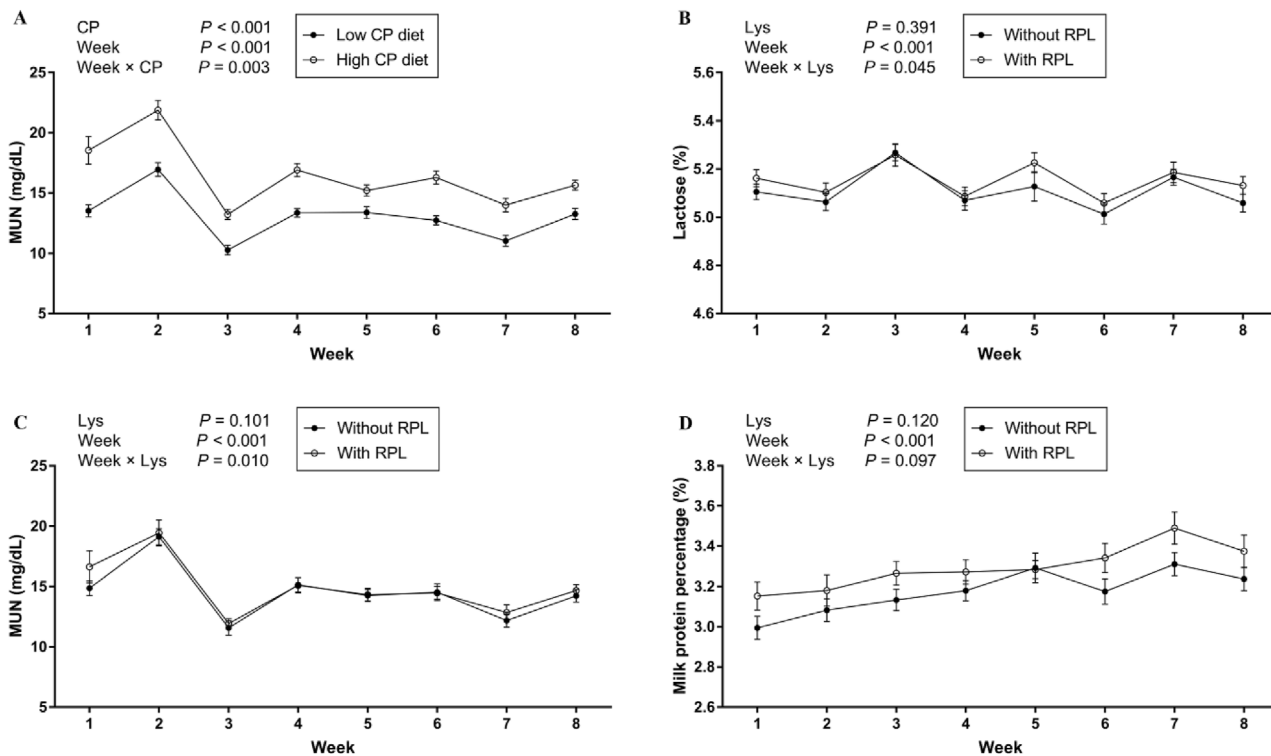 A
CP P < 0.001
Week P < 0.001
Week × CP P = 0.003
Low CP diet
High CP diet
25
20
15
10
5
MUN (mg/dL)
1 2 3 4 5 6 7 8
Week
B
Lys P = 0.391
Week P < 0.001
Week × Lys P = 0.045
Without RPL
With RPL
5.6
5.4
5.2
5.0
4.8
4.6
Lactose (%)
1 2 3 4 5 6 7 8
Week
C
Lys P = 0.101
Week P < 0.001
Week × Lys P = 0.010
Without RPL
With RPL
25
20
15
10
5
MUN (mg/dL)
1 2 3 4 5 6 7 8
Week
D
Lys P = 0.120
Week P < 0.001
Week × Lys P = 0.097
Without RPL
With RPL
3.8
3.6
3.4
3.2
3.0
2.8
2.6
Milk protein percentage (%)
1 2 3 4 5 6 7 8
Week